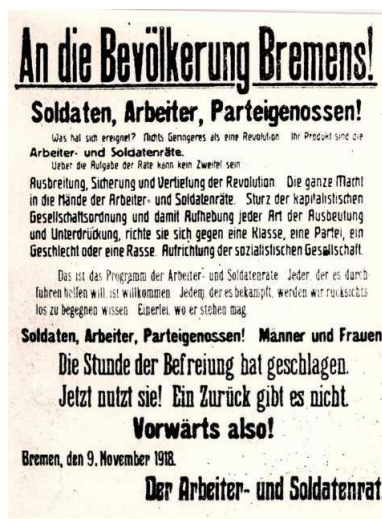 An die Bevölkerung Bremens!
Soldaten, Arbeiter, Parteigenossen!
Was hat sich ereignet? Nichts Geringeres als eine Revolution Ihr Produkt sind die
Arbeiter- und Soldatenräte.
Ueber die Aufgabe der Räte kann kein Zweifel sein
Ausbreitung, Sicherung und Vertiefung der Revolution. Die ganze Macht
in die Hände der Arbeiter- und Soldatenräte. Sturz der kapitalistischen
Gesellschaftsordnung und damit Aufhebung jeder Art der Ausbeutung
und Unterdrückung, richte sie sich gegen eine Klasse, eine Partei, ein
Geschlecht oder eine Rasse. Aufrichtung der sozialistischen Gesellschaft.
Das ist das Programm der Arbeiter- und Soldatenräte Jeder, der es durch-
führen helfen will, ist willkommen. Jedem, der es bekämpft, werden wir rücksichts
los zu begegnen wissen Einerlei, wo er stehen mag
Soldaten, Arbeiter, Parteigenossen! Männer und Frauen
Die Stunde der Befreiung hat geschlagen.
Jetzt nutzt sie! Ein Zurück gibt es nicht.
Vorwärts also!
Bremen, den 9. November 1918.
Der Arbeiter- und Soldatenrat